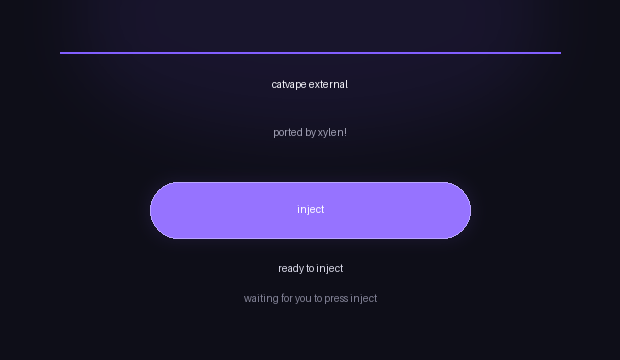 catvape external
ported by xylen!
inject
ready to inject
waiting for you to press inject